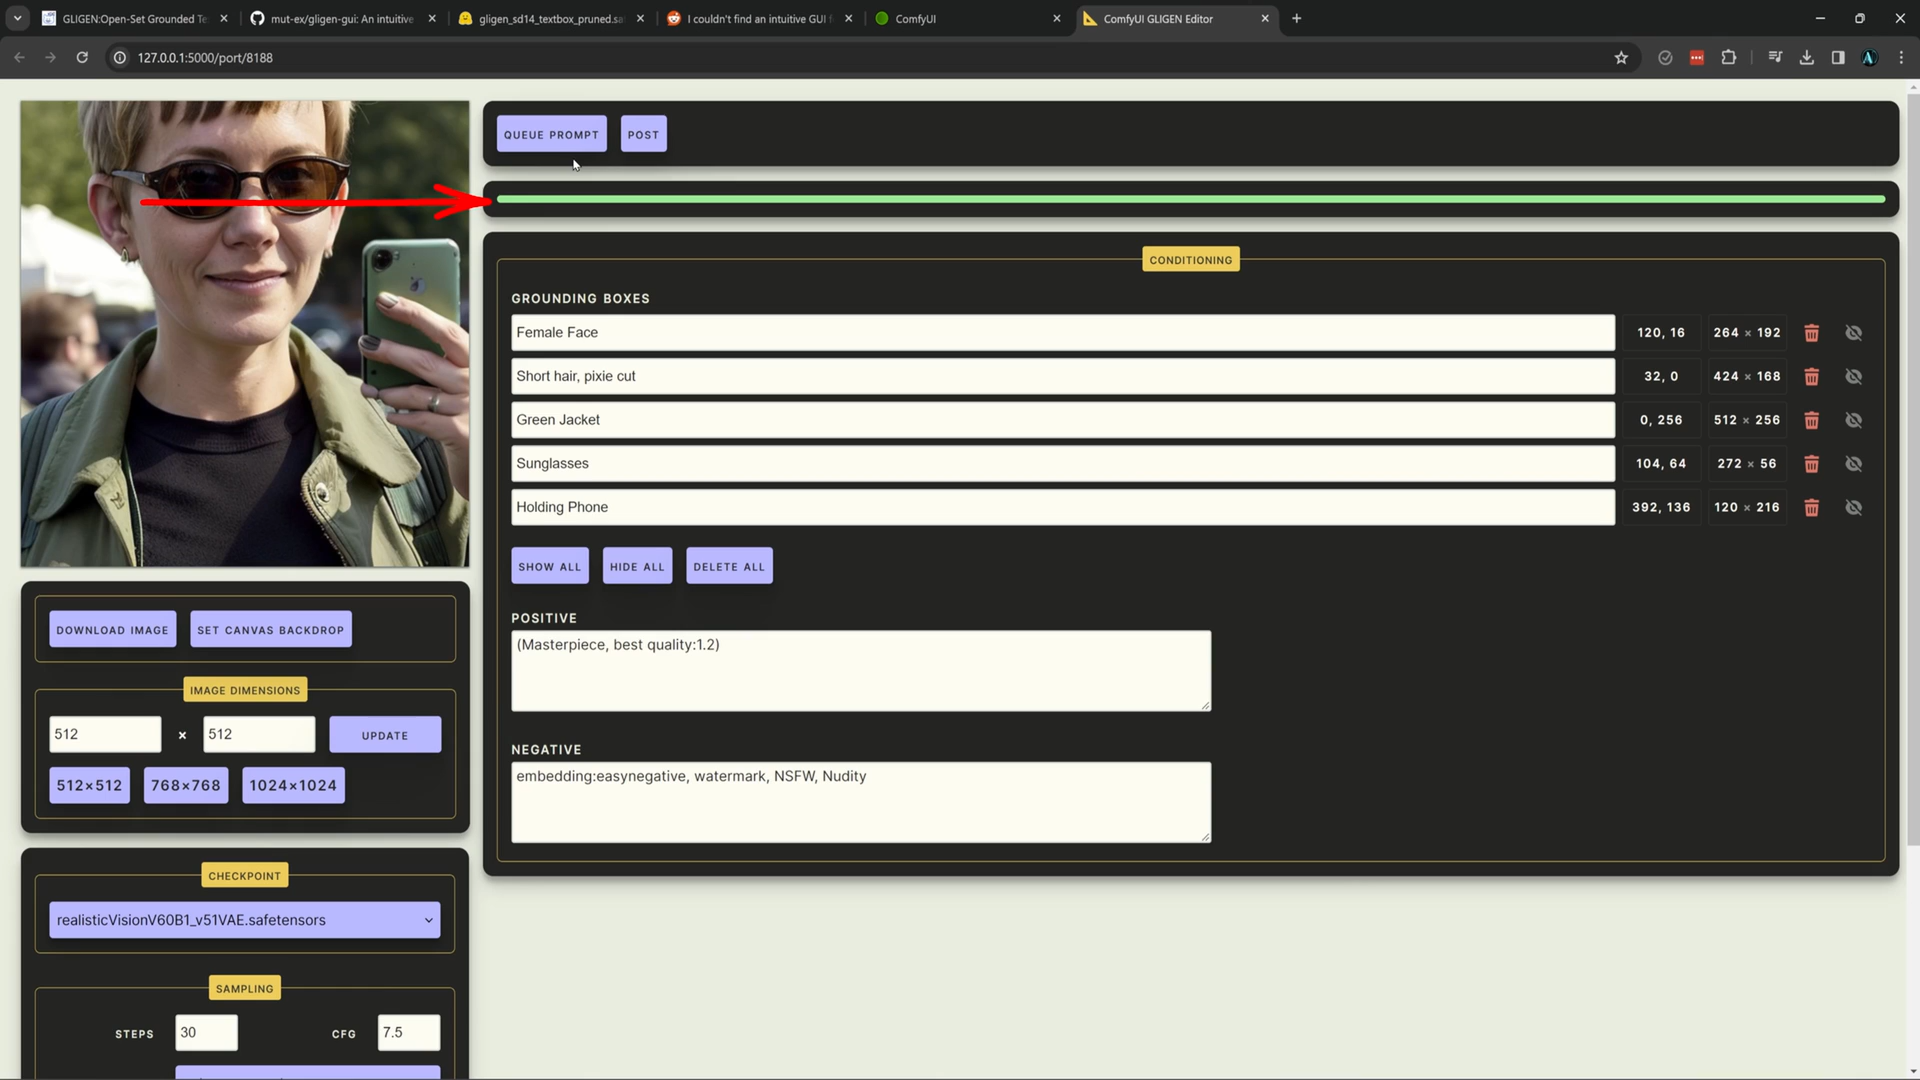 GLIGEN:Open-Set Grounded Te
mut-ex/gligen-gui: An intuitive
gligen_sd14_textbox_pruned.sa
I couldn't find an intuitive GUI f
ComfyUI
ComfyUI GLIGEN Editor
127.0.0.1:5000/port/8188
QUEUE PROMPT
POST
CONDITIONING
GROUNDING BOXES
Female Face 120, 16 264 × 192
Short hair, pixie cut 32, 0 424 × 168
Green Jacket 0, 256 512 × 256
Sunglasses 104, 64 272 × 56
Holding Phone 392, 136 120 × 216
SHOW ALL
HIDE ALL
DELETE ALL
POSITIVE
(Masterpiece, best quality:1.2)
NEGATIVE
embedding:easynegative, watermark, NSFW, Nudity
DOWNLOAD IMAGE
SET CANVAS BACKDROP
IMAGE DIMENSIONS
512 × 512 UPDATE
512×512 768×768 1024×1024
CHECKPOINT
realisticVisionV60B1_v51VAE.safetensors
SAMPLING
STEPS 30 CFG 7.5